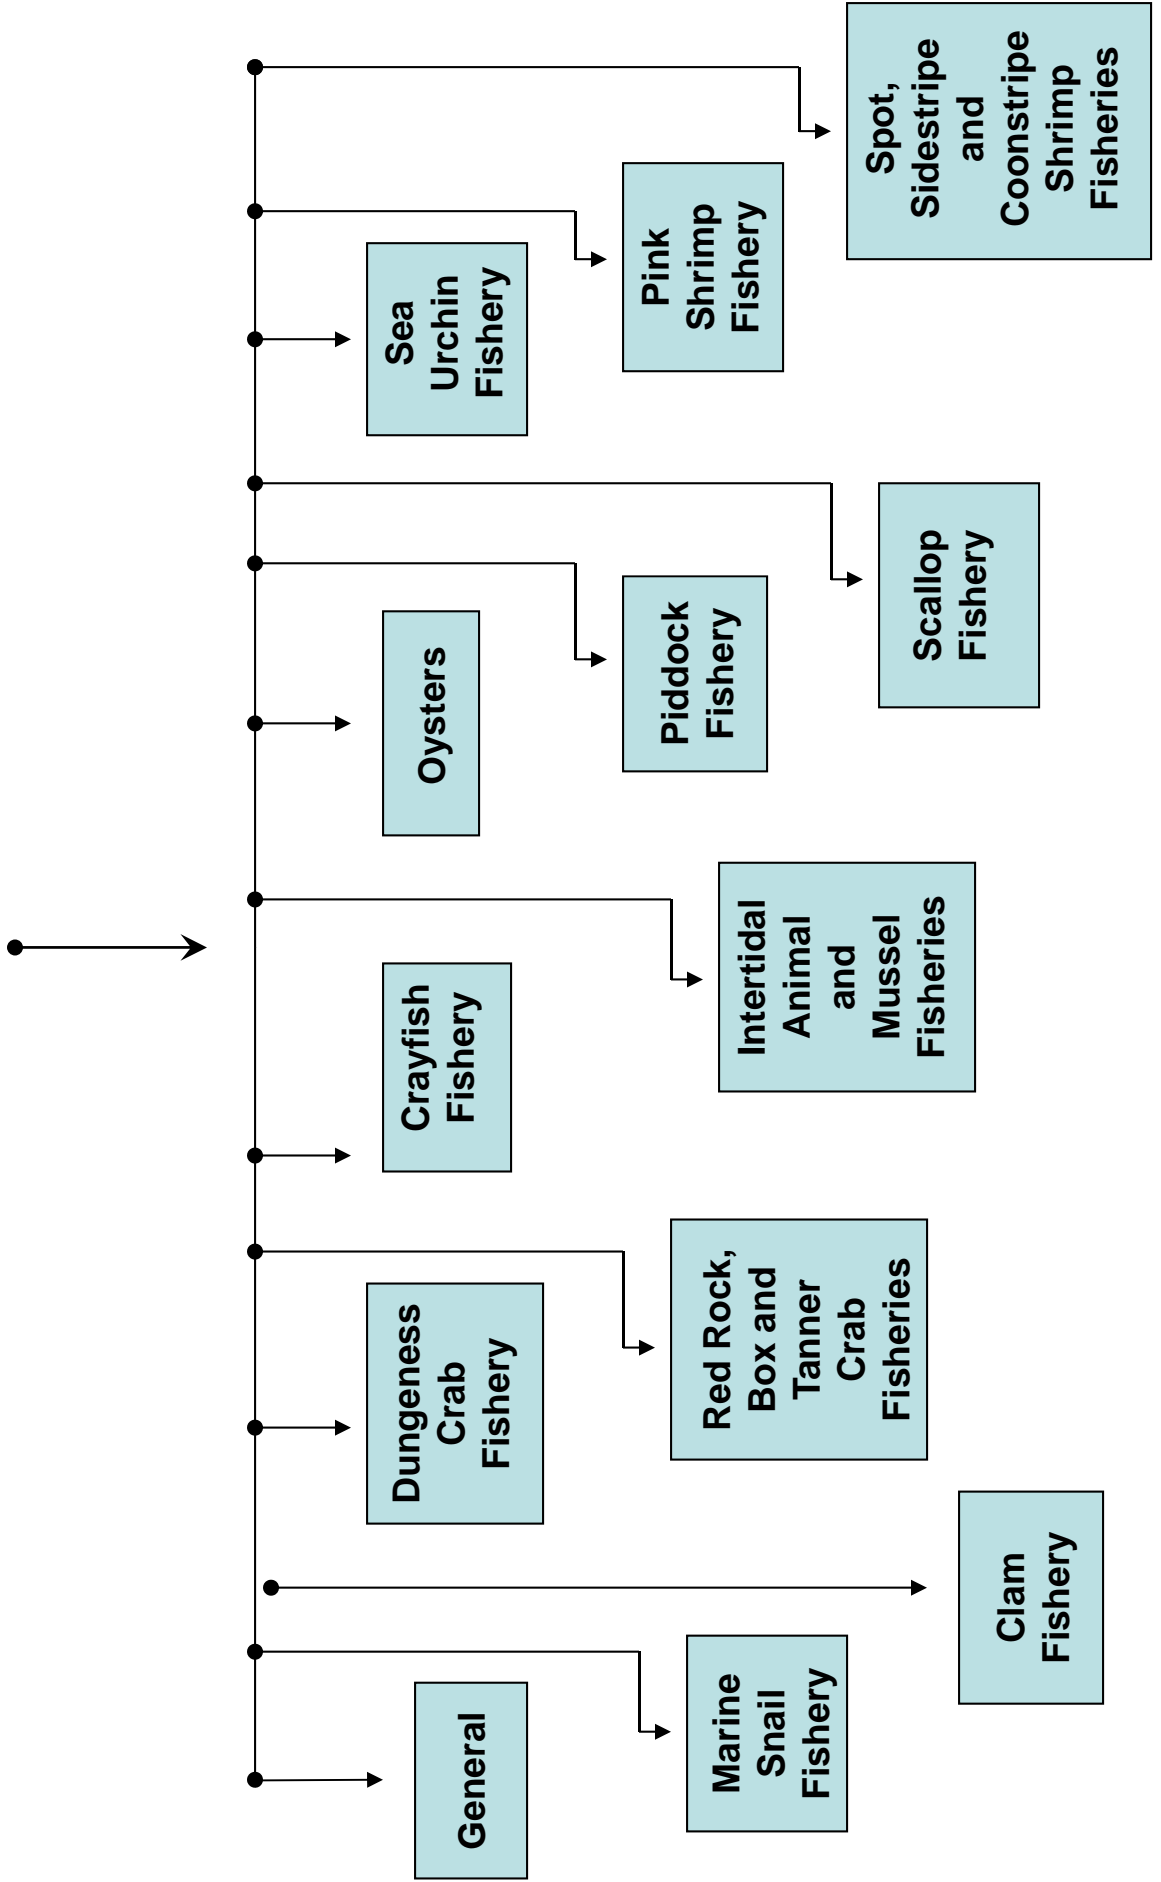 General
Dungeness
Crab
Fishery
Crayfish
Fishery
Oysters
Sea
Urchin
Fishery
Marine
Snail
Fishery
Red Rock,
Box and
Tanner
Crab
Fisheries
Intertidal
Animal
and
Mussel
Fisheries
Piddock
Fishery
Pink
Shrimp
Fishery
Clam
Fishery
Scallop
Fishery
Spot,
Sidestripe
and
Coonstripe
Shrimp
Fisheries